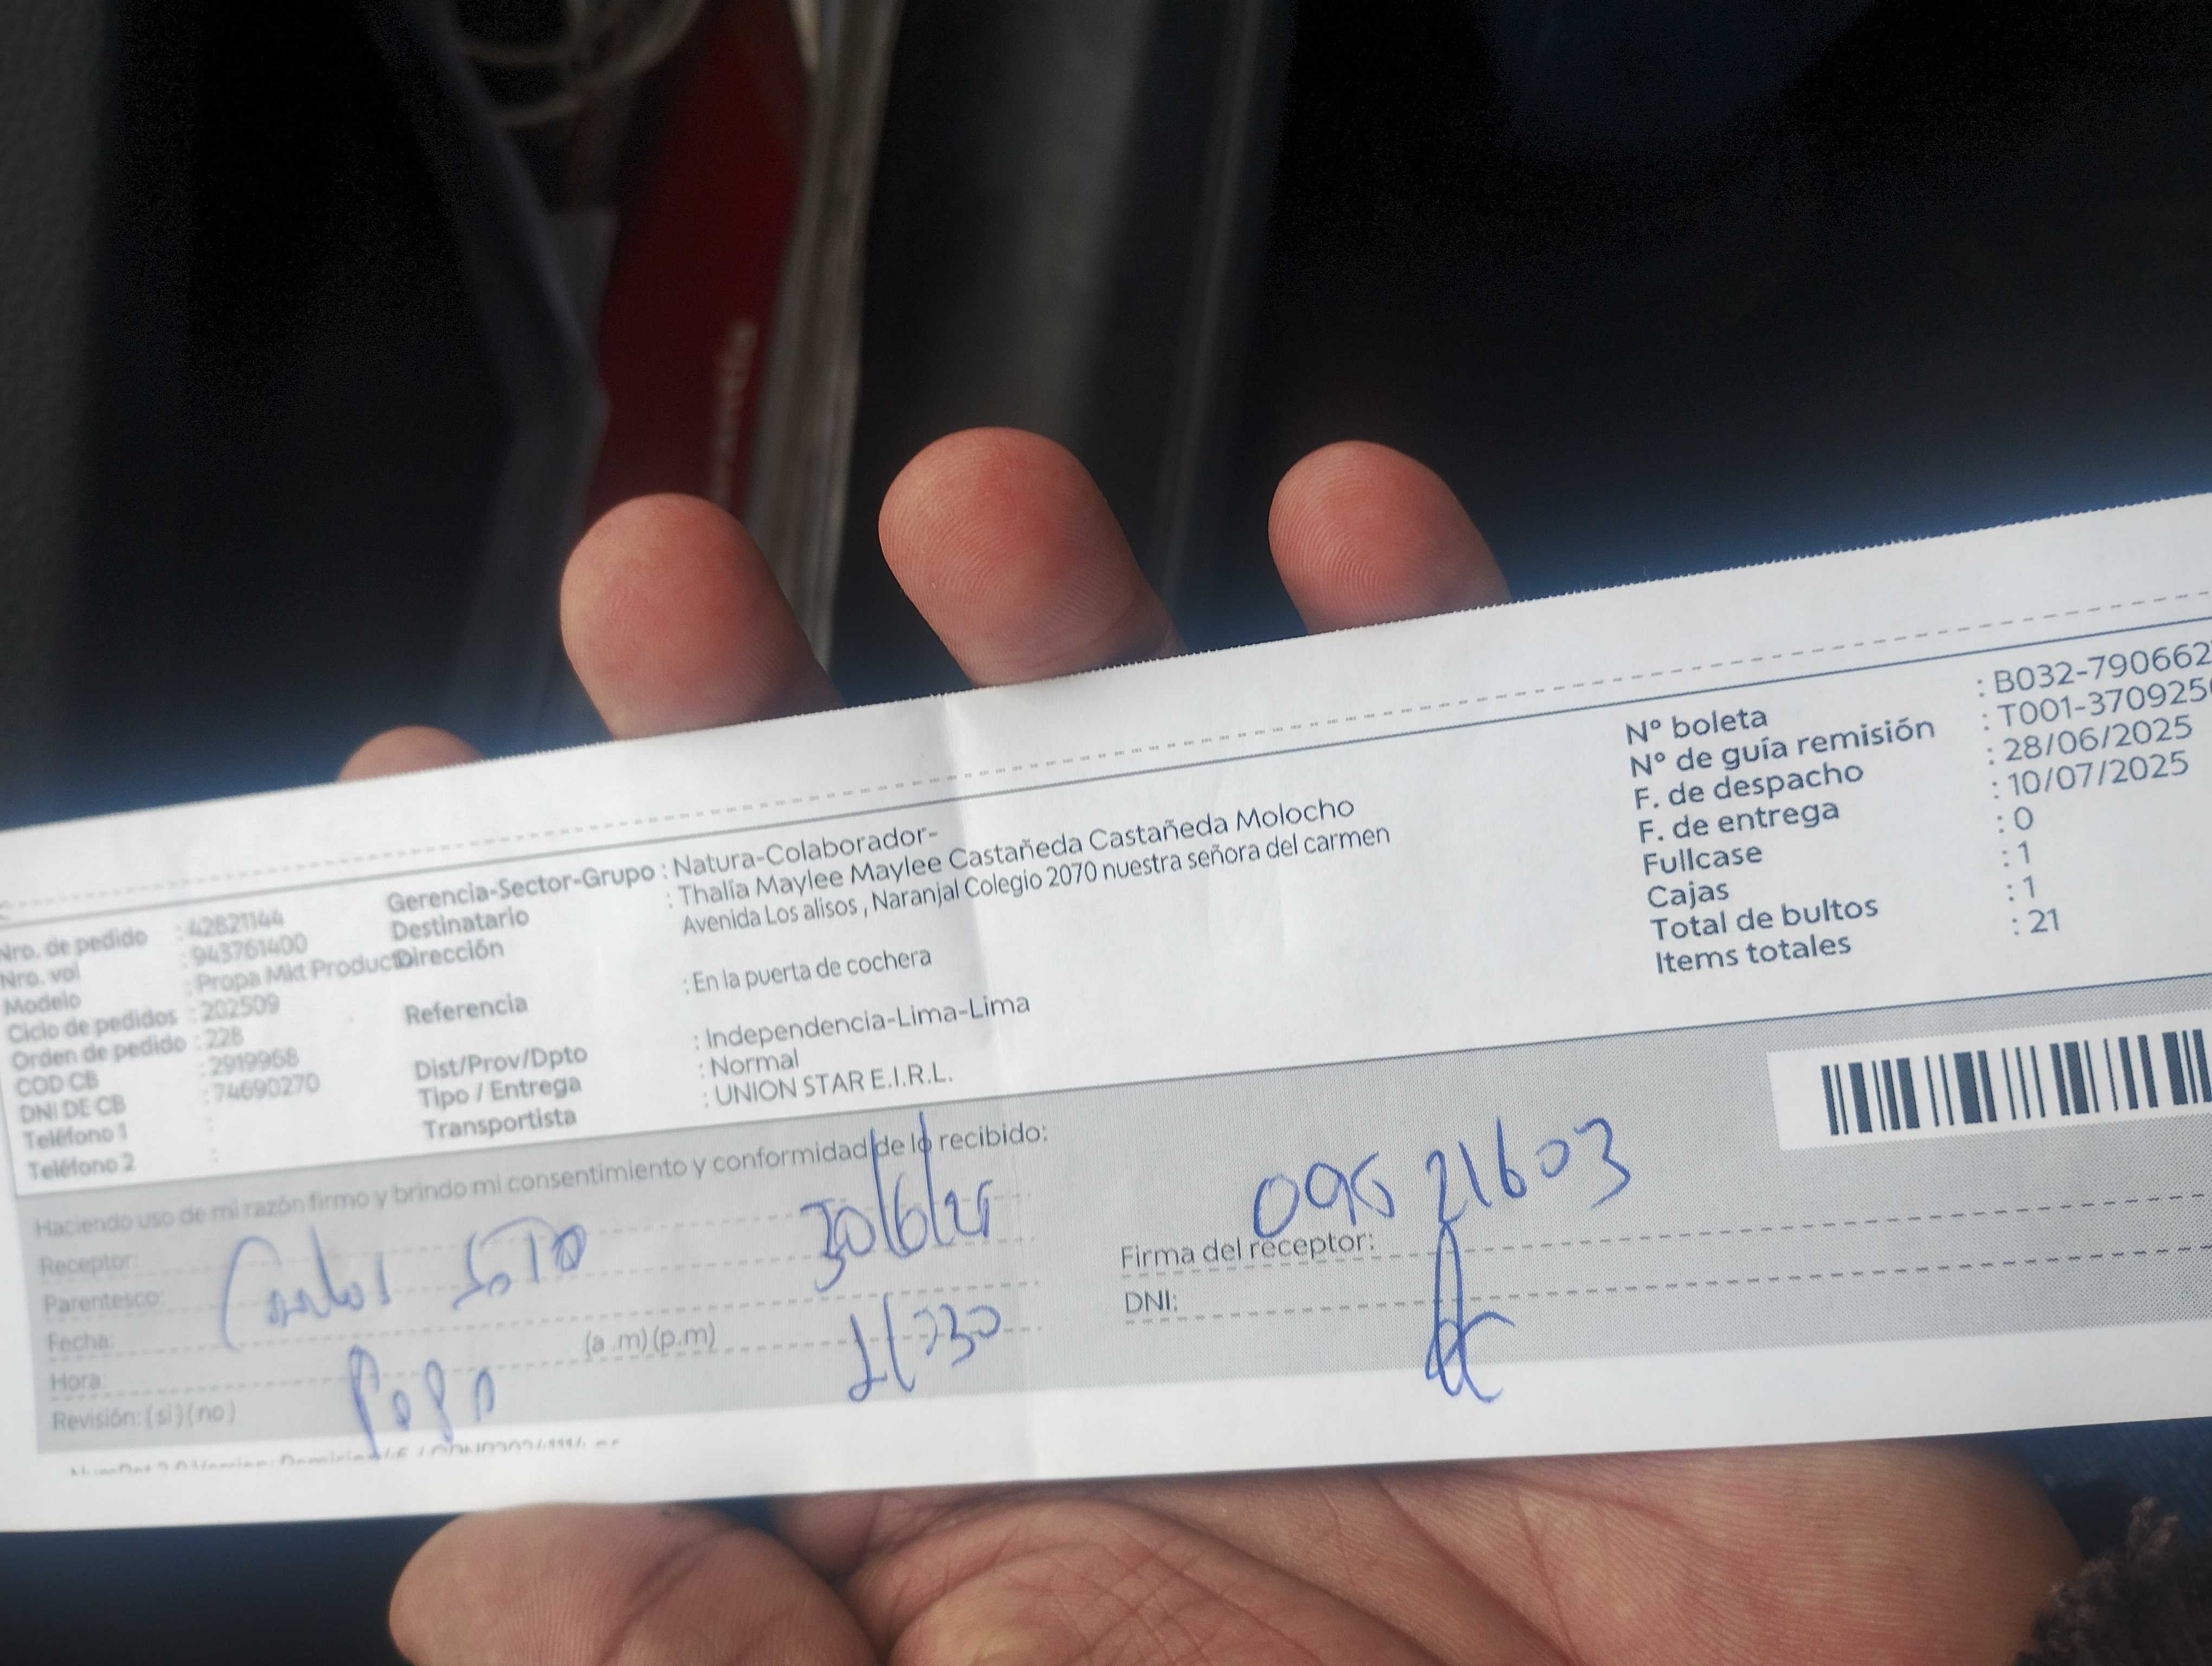 Nro. de pedido : 42821144
Nro. vol : 943761400
Modelo : Propa Mkt Product
Ciclo de pedidos : 202509
Orden de pedido : 228
COD CB : 2919968
DNI DE CB : 74690270
Teléfono 1 :
Teléfono 2 :
Gerencia-Sector-Grupo : Natura-Colaborador-
Destinatario : Thalía Maylee Maylee Castañeda Castañeda Molocho
Dirección Avenida Los alisos , Naranjal Colegio 2070 nuestra señora del carmen
Referencia : En la puerta de cochera
Dist/Prov/Dpto : Independencia-Lima-Lima
Tipo / Entrega : Normal
Transportista : UNION STAR E.I.R.L.
N° boleta : B032-790662
N° de guía remisión : T001-370925
F. de despacho : 28/06/2025
F. de entrega : 10/07/2025
Fullcase : 0
Cajas : 1
Total de bultos : 1
Items totales : 21
Haciendo uso de mi razón firmo y brindo mi consentimiento y conformidad de lo recibido:
Receptor:
Parentesco: Carlos Soto 30/6/25
Fecha:
Hora: (a .m) (p.m)
Revisión: ( si ) ( no )
09521603
Firma del receptor:
DNI: